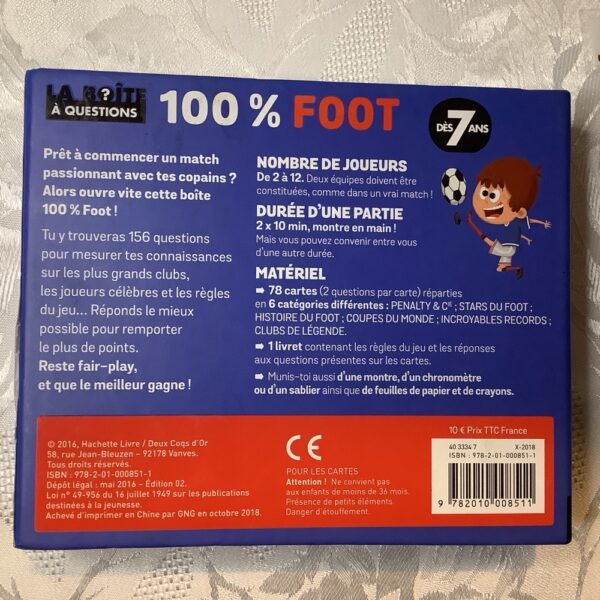 LA BOÎTE
?
À QUESTIONS
100 % FOOT
DÈS 7 ANS
Prêt à commencer un match
passionnant avec tes copains ?
Alors ouvre vite cette boîte
100 % Foot !
Tu y trouveras 156 questions
pour mesurer tes connaissances
sur les plus grands clubs,
les joueurs célèbres et les règles
du jeu... Réponds le mieux
possible pour remporter
le plus de points.
Reste fair-play,
et que le meilleur gagne !
NOMBRE DE JOUEURS
De 2 à 12. Deux équipes doivent être
constituées, comme dans un vrai match !
DURÉE D'UNE PARTIE
2 x 10 min, montre en main !
Mais vous pouvez convenir entre vous
d'une autre durée.
MATÉRIEL
➡ 78 cartes (2 questions par carte) réparties
en 6 catégories différentes : PENALTY & Cie ; STARS DU FOOT ;
HISTOIRE DU FOOT ; COUPES DU MONDE ; INCROYABLES RECORDS ;
CLUBS DE LÉGENDE.
➡ 1 livret contenant les règles du jeu et les réponses
aux questions présentes sur les cartes.
➡ Munis-toi aussi d'une montre, d'un chronomètre
ou d'un sablier ainsi que de feuilles de papier et de crayons.
© 2016, Hachette Livre / Deux Coqs d'Or
58, rue Jean-Bleuzen – 92178 Vanves.
Tous droits réservés.
ISBN : 978-2-01-000851-1
Dépôt légal : mai 2016 – Édition 02.
Loi n° 49-956 du 16 juillet 1949 sur les publications
destinées à la jeunesse.
Achevé d'imprimer en Chine par GNG en octobre 2018.
CE
POUR LES CARTES
Attention ! Ne convient pas
aux enfants de moins de 36 mois.
Présence de petits éléments.
Danger d'étouffement.
10 € Prix TTC France
40 3334 7 X-2018
ISBN : 978-2-01-000851-1
9 782010 008511